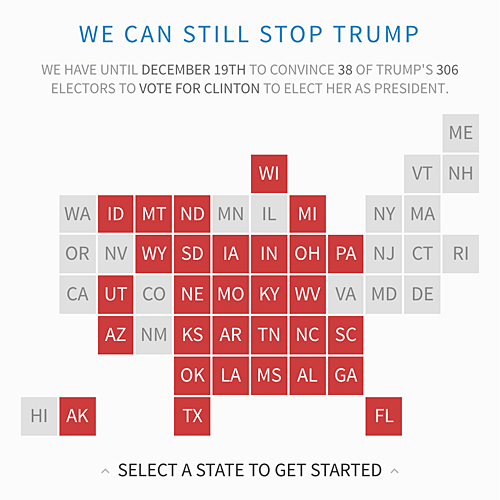 WE CAN STILL STOP TRUMP
WE HAVE UNTIL DECEMBER 19TH TO CONVINCE 38 OF TRUMP'S 306
ELECTORS TO VOTE FOR CLINTON TO ELECT HER AS PRESIDENT.
ME
WI VT NH
WA ID MT ND MN IL MI NY MA
OR NV WY SD IA IN OH PA NJ CT RI
CA UT CO NE MO KY WV VA MD DE
AZ NM KS AR TN NC SC
OK LA MS AL GA
HI AK TX FL
SELECT A STATE TO GET STARTED